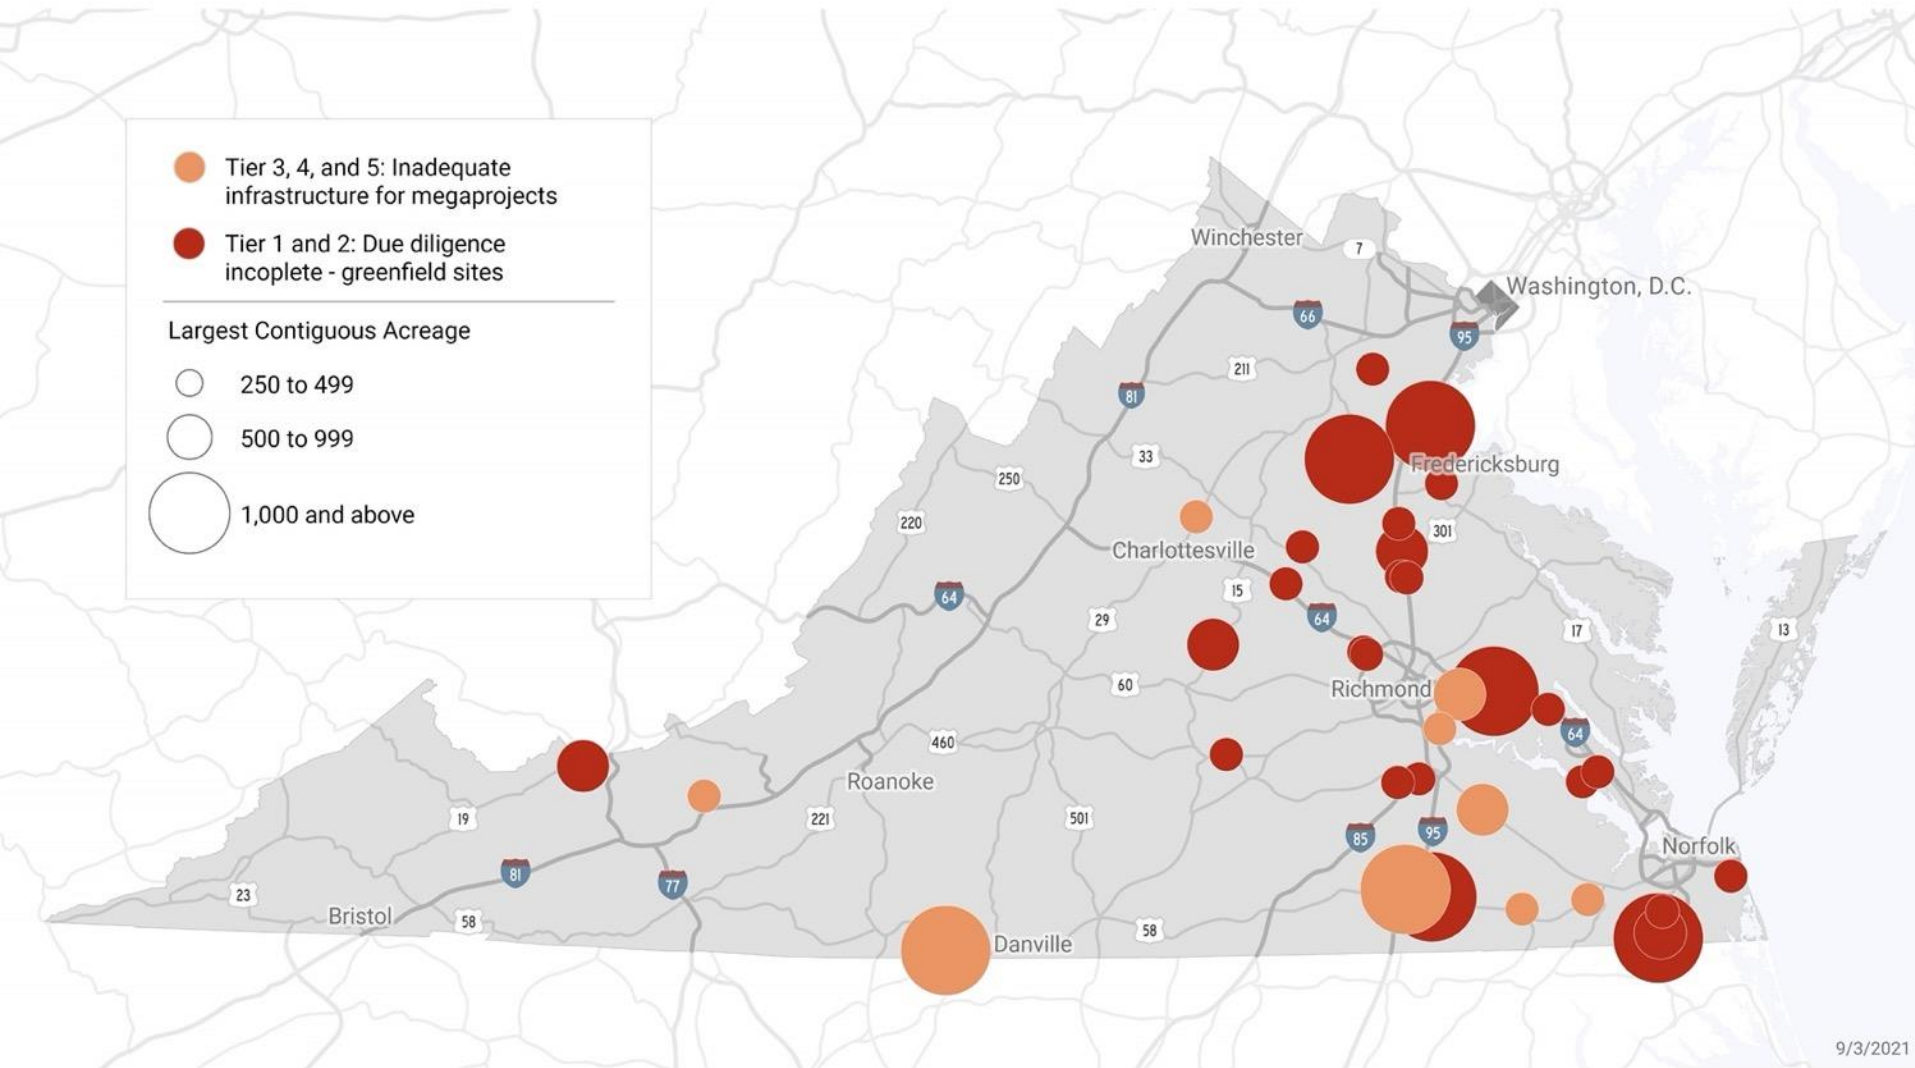 Tier 3, 4, and 5: Inadequate
infrastructure for megaprojects
Tier 1 and 2: Due diligence
incoplete - greenfield sites
Largest Contiguous Acreage
250 to 499
500 to 999
1,000 and above
Winchester
7
Washington, D.C.
66
95
211
81
33
Fredericksburg
250
220
301
Charlottesville
15
64
64
29
17
13
60
Richmond
460
64
Roanoke
19
221
501
85
95
Norfolk
81
77
23
Bristol
58
58
Danville
9/3/2021